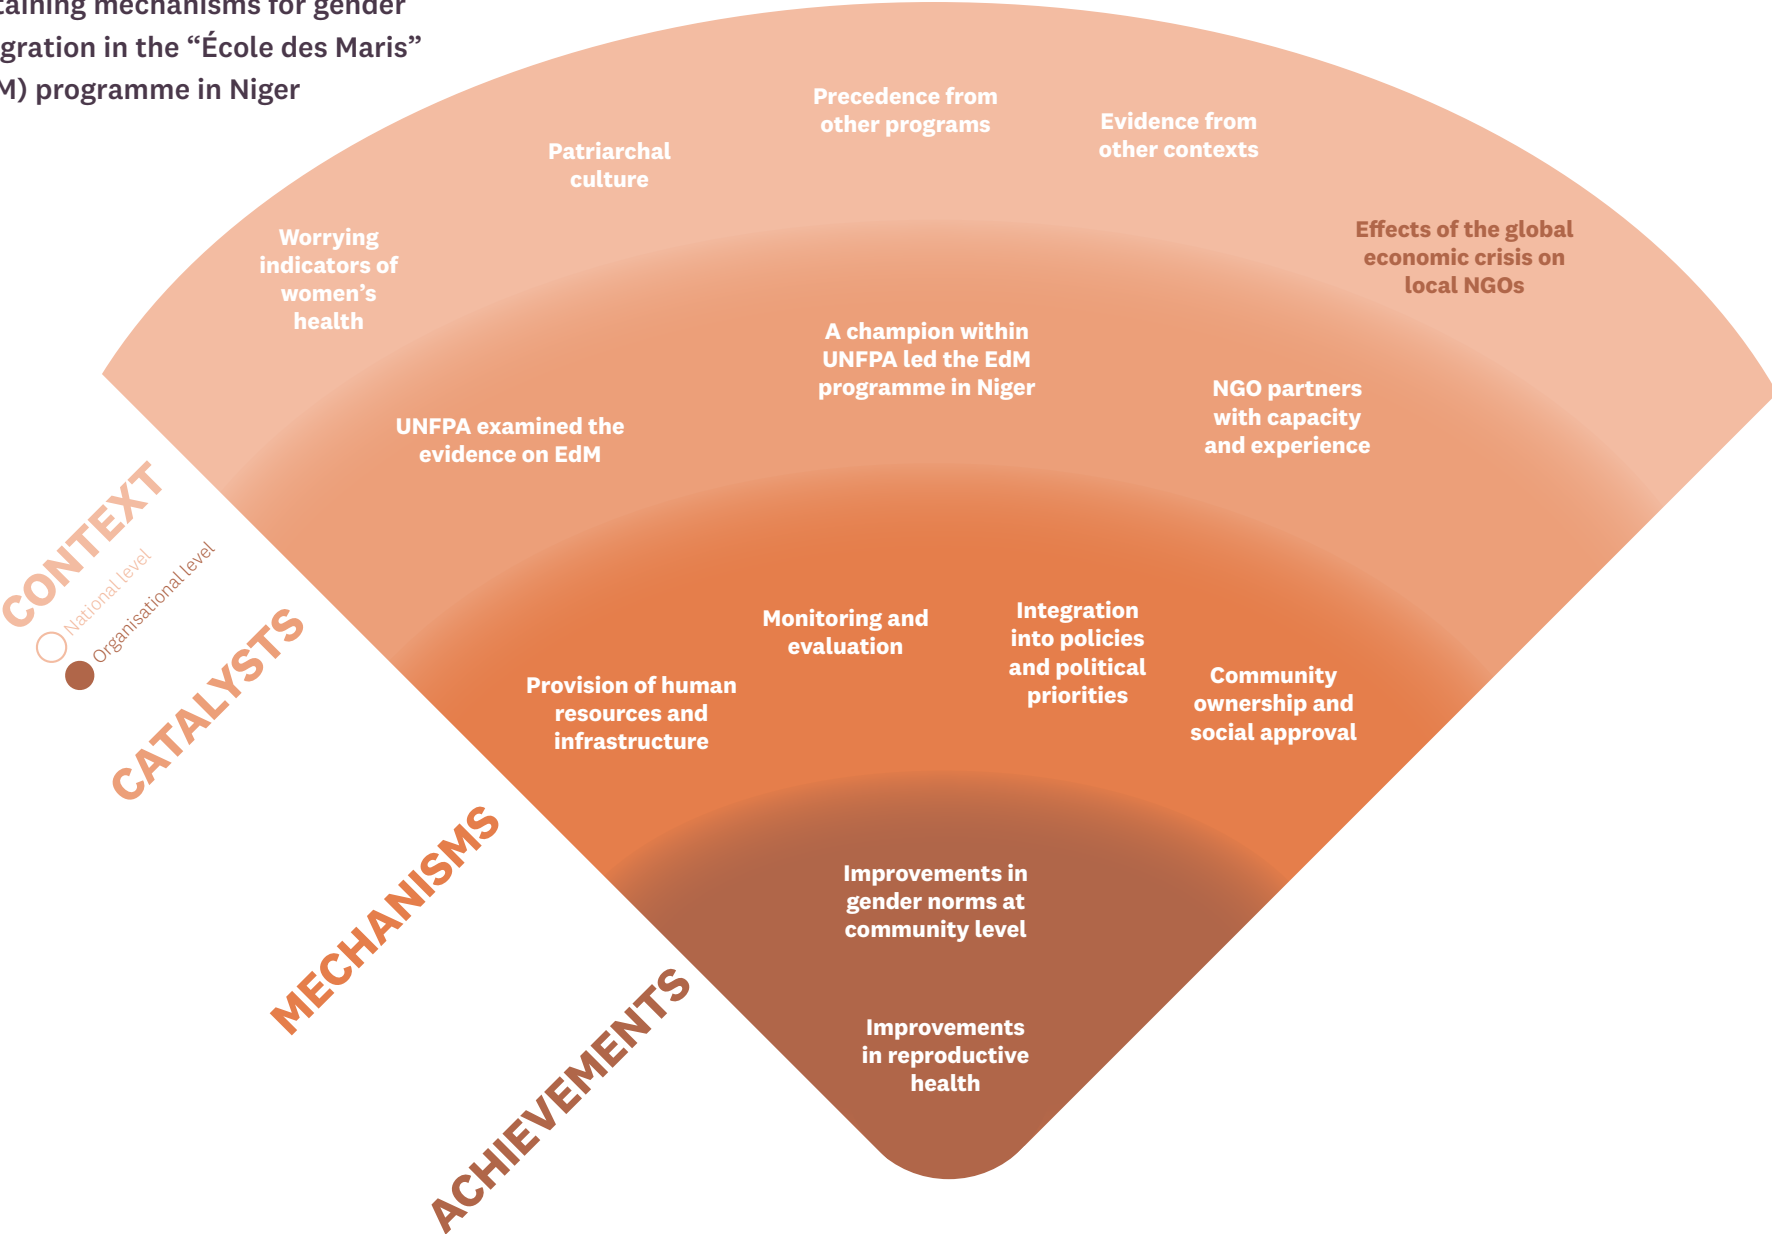 taining mechanisms for gender
gration in the “École des Maris”
M) programme in Niger
Precedence from
other programs
Evidence from
other contexts
Patriarchal
culture
Worrying
indicators of
women’s
health
Effects of the global
economic crisis on
local NGOs
A champion within
UNFPA led the EdM
programme in Niger
NGO partners
with capacity
and experience
UNFPA examined the
evidence on EdM
Monitoring and
evaluation
Integration
into policies
and political
priorities
Provision of human
resources and
infrastructure
Community
ownership and
social approval
Improvements in
gender norms at
community level
Improvements
in reproductive
health
CONTEXT
National level
Organisational level
CATALYSTS
MECHANISMS
ACHIEVEMENTS